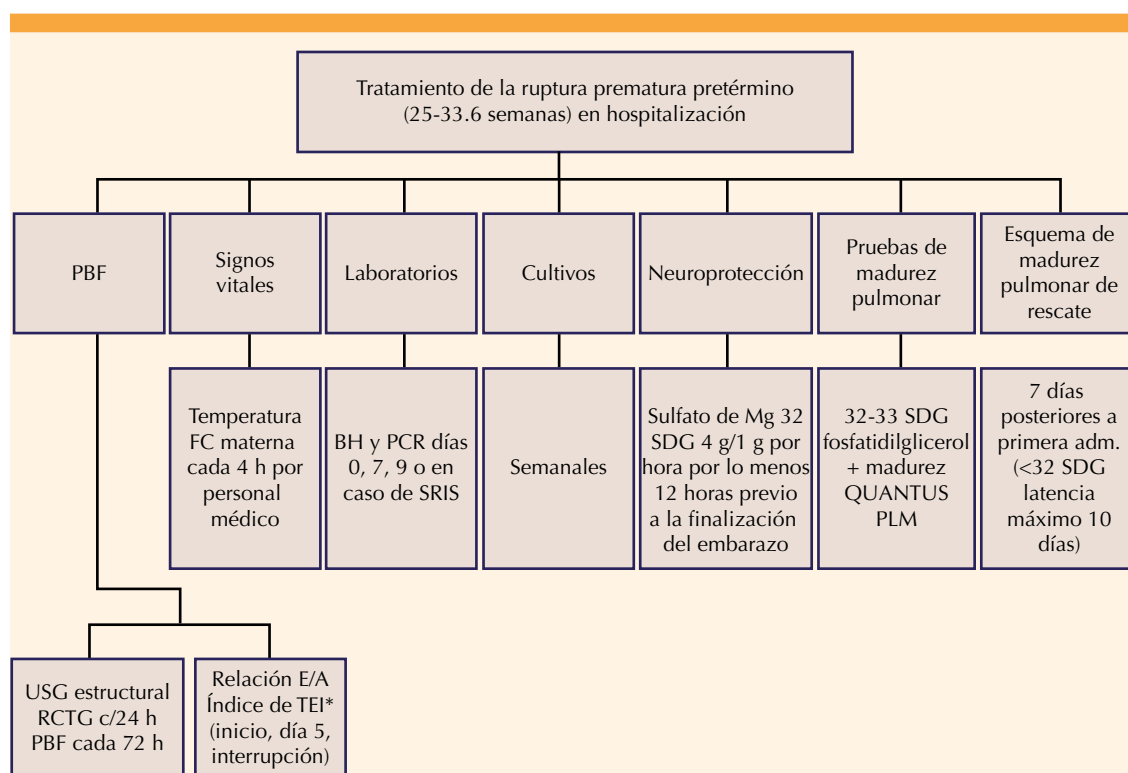 Tratamiento de la ruptura prematura pretérmino
(25-33.6 semanas) en hospitalización
PBF
Signos
vitales
Laboratorios
Cultivos
Neuroprotección
Pruebas de
madurez
pulmonar
Esquema de
madurez
pulmonar de
rescate
Temperatura
FC materna
cada 4 h por
personal
médico
BH y PCR días
0, 7, 9 o en
caso de SRIS
Semanales
Sulfato de Mg 32
SDG 4 g/1 g por
hora por lo menos
12 horas previo
a la finalización
del embarazo
32-33 SDG
fosfatidilglicerol
+ madurez
QUANTUS
PLM
7 días
posteriores a
primera adm.
(<32 SDG
latencia
máximo 10
días)
USG estructural
RCTG c/24 h
PBF cada 72 h
Relación E/A
Índice de TEI*
(inicio, día 5,
interrupción)